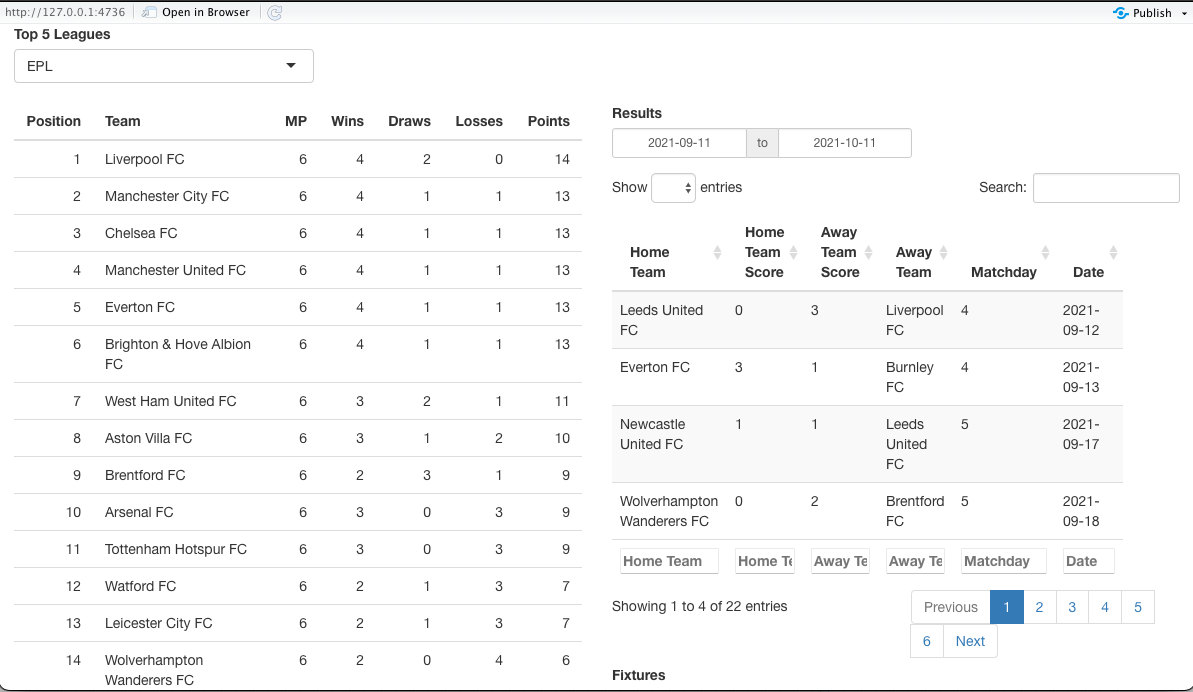 http://127.0.0.1:4736 Open in Browser Publish
Top 5 Leagues
EPL
Position Team MP Wins Draws Losses Points
1 Liverpool FC 6 4 2 0 14
2 Manchester City FC 6 4 1 1 13
3 Chelsea FC 6 4 1 1 13
4 Manchester United FC 6 4 1 1 13
5 Everton FC 6 4 1 1 13
6 Brighton & Hove Albion 6 4 1 1 13
FC
7 West Ham United FC 6 3 2 1 11
8 Aston Villa FC 6 3 1 2 10
9 Brentford FC 6 2 3 1 9
10 Arsenal FC 6 3 0 3 9
11 Tottenham Hotspur FC 6 3 0 3 9
12 Watford FC 6 2 1 3 7
13 Leicester City FC 6 2 1 3 7
14 Wolverhampton 6 2 0 4 6
Wanderers FC
Results
2021-09-11 to 2021-10-11
Show entries Search:
Home Away
Home Team Team Away
Team Score Score Team Matchday Date
Leeds United 0 3 Liverpool 4 2021-
FC FC 09-12
Everton FC 3 1 Burnley 4 2021-
FC 09-13
Newcastle 1 1 Leeds 5 2021-
United FC United 09-17
FC
Wolverhampton 0 2 Brentford 5 2021-
Wanderers FC FC 09-18
Home Team Home Te Away Te Away Te Matchday Date
Showing 1 to 4 of 22 entries Previous 1 2 3 4 5
6 Next
Fixtures